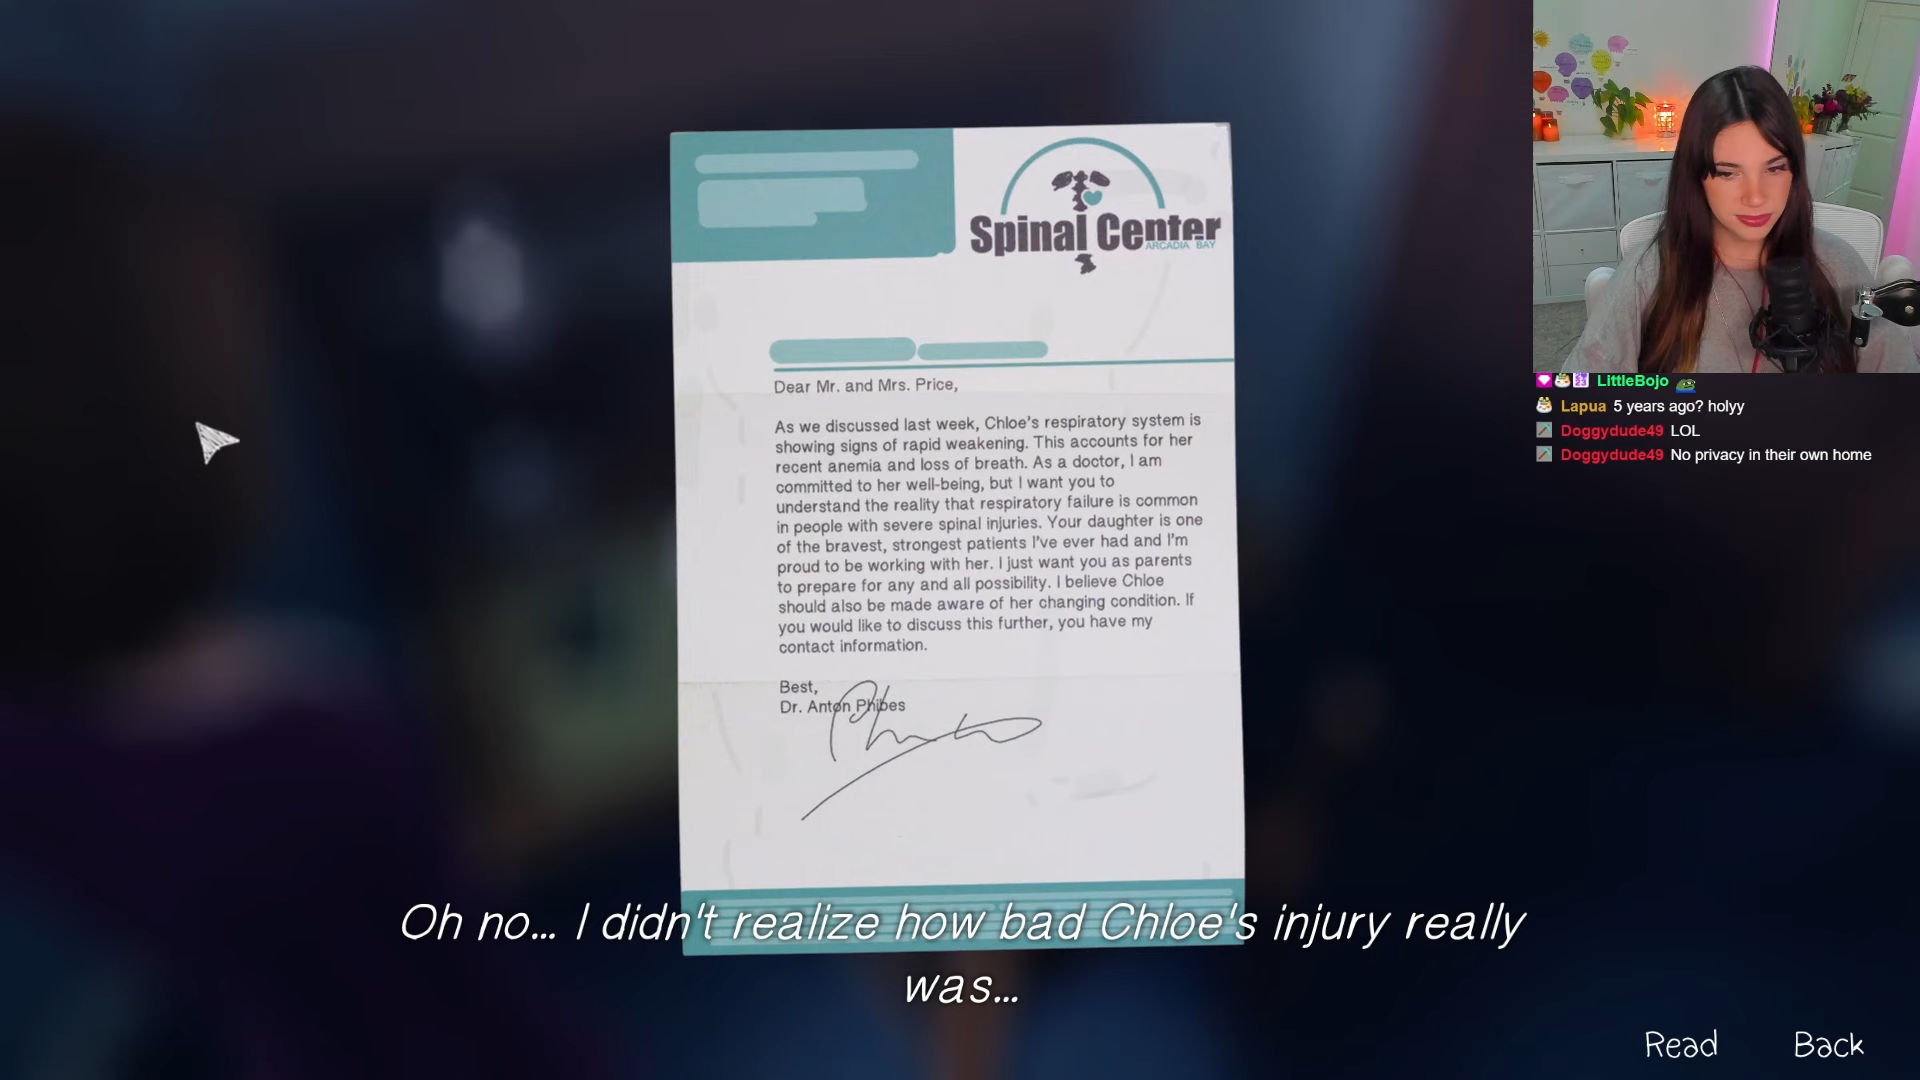 Spinal Center
ARCADIA BAY
Dear Mr. and Mrs. Price,
As we discussed last week, Chloe's respiratory system is
showing signs of rapid weakening. This accounts for her
recent anemia and loss of breath. As a doctor, I am
committed to her well-being, but I want you to
understand the reality that respiratory failure is common
in people with severe spinal injuries. Your daughter is one
of the bravest, strongest patients I've ever had and I'm
proud to be working with her. I just want you as parents
to prepare for any and all possibility. I believe Chloe
should also be made aware of her changing condition. If
you would like to discuss this further, you have my
contact information.
Best,
Dr. Anton Phibes
Oh no... I didn't realize how bad Chloe's injury really
was...
Read Back
LittleBojo
Lapua 5 years ago? holyy
Doggydude49 LOL
Doggydude49 No privacy in their own home